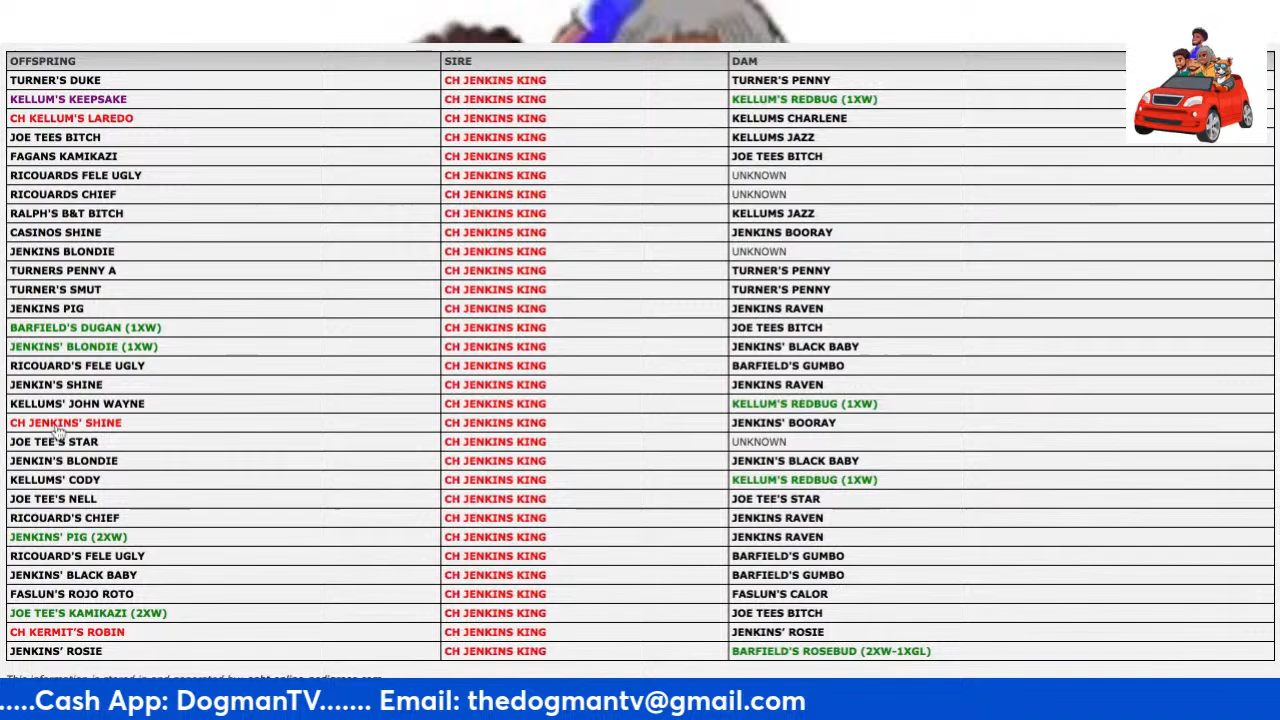 OFFSPRING SIRE DAM
TURNER'S DUKE CH JENKINS KING TURNER'S PENNY
KELLUM'S KEEPSAKE CH JENKINS KING KELLUM'S REDBUG (1XW)
CH KELLUM'S LAREDO CH JENKINS KING KELLUMS CHARLENE
JOE TEES BITCH CH JENKINS KING KELLUMS JAZZ
FAGANS KAMIKAZI CH JENKINS KING JOE TEES BITCH
RICOUARDS FELE UGLY CH JENKINS KING UNKNOWN
RICOUARDS CHIEF CH JENKINS KING UNKNOWN
RALPH'S B&T BITCH CH JENKINS KING KELLUMS JAZZ
CASINOS SHINE CH JENKINS KING JENKINS BOORAY
JENKINS BLONDIE CH JENKINS KING UNKNOWN
TURNERS PENNY A CH JENKINS KING TURNER'S PENNY
TURNER'S SMUT CH JENKINS KING TURNER'S PENNY
JENKINS PIG CH JENKINS KING JENKINS RAVEN
BARFIELD'S DUGAN (1XW) CH JENKINS KING JOE TEES BITCH
JENKINS' BLONDIE (1XW) CH JENKINS KING JENKINS' BLACK BABY
RICOUARD'S FELE UGLY CH JENKINS KING BARFIELD'S GUMBO
JENKIN'S SHINE CH JENKINS KING JENKINS RAVEN
KELLUMS' JOHN WAYNE CH JENKINS KING KELLUM'S REDBUG (1XW)
CH JENKINS' SHINE CH JENKINS KING JENKINS' BOORAY
JOE TEE'S STAR CH JENKINS KING UNKNOWN
JENKIN'S BLONDIE CH JENKINS KING JENKIN'S BLACK BABY
KELLUMS' CODY CH JENKINS KING KELLUM'S REDBUG (1XW)
JOE TEE'S NELL CH JENKINS KING JOE TEE'S STAR
RICOUARD'S CHIEF CH JENKINS KING JENKINS RAVEN
JENKINS' PIG (2XW) CH JENKINS KING JENKINS RAVEN
RICOUARD'S FELE UGLY CH JENKINS KING BARFIELD'S GUMBO
JENKINS' BLACK BABY CH JENKINS KING BARFIELD'S GUMBO
FASLUN'S ROJO ROTO CH JENKINS KING FASLUN'S CALOR
JOE TEE'S KAMIKAZI (2XW) CH JENKINS KING JOE TEES BITCH
CH KERMIT'S ROBIN CH JENKINS KING JENKINS' ROSIE
JENKINS' ROSIE CH JENKINS KING BARFIELD'S ROSEBUD (2XW-1XGL)
.....Cash App: DogmanTV....... Email: thedogmantv@gmail.com